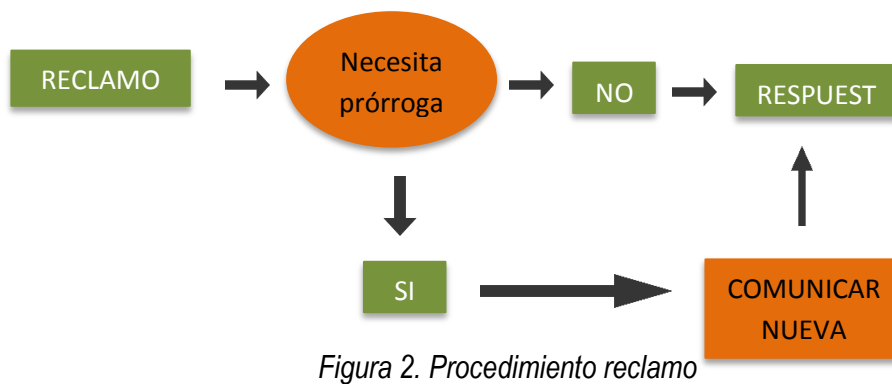 RECLAMO
Necesita
prórroga
NO
RESPUEST
SI
COMUNICAR
NUEVA
Figura 2. Procedimiento reclamo